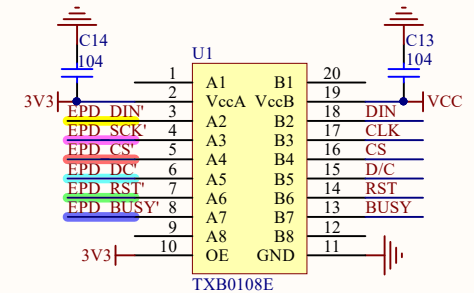 C14
104
C13
104
U1
1 A1 B1 20
3V3 2 VccA VccB 19 VCC
EPD_DIN' 3 A2 B2 18 DIN
EPD_SCK' 4 A3 B3 17 CLK
EPD_CS' 5 A4 B4 16 CS
EPD_DC' 6 A5 B5 15 D/C
EPD_RST' 7 A6 B6 14 RST
EPD_BUSY' 8 A7 B7 13 BUSY
9 A8 B8 12
3V3 10 OE GND 11
TXB0108E